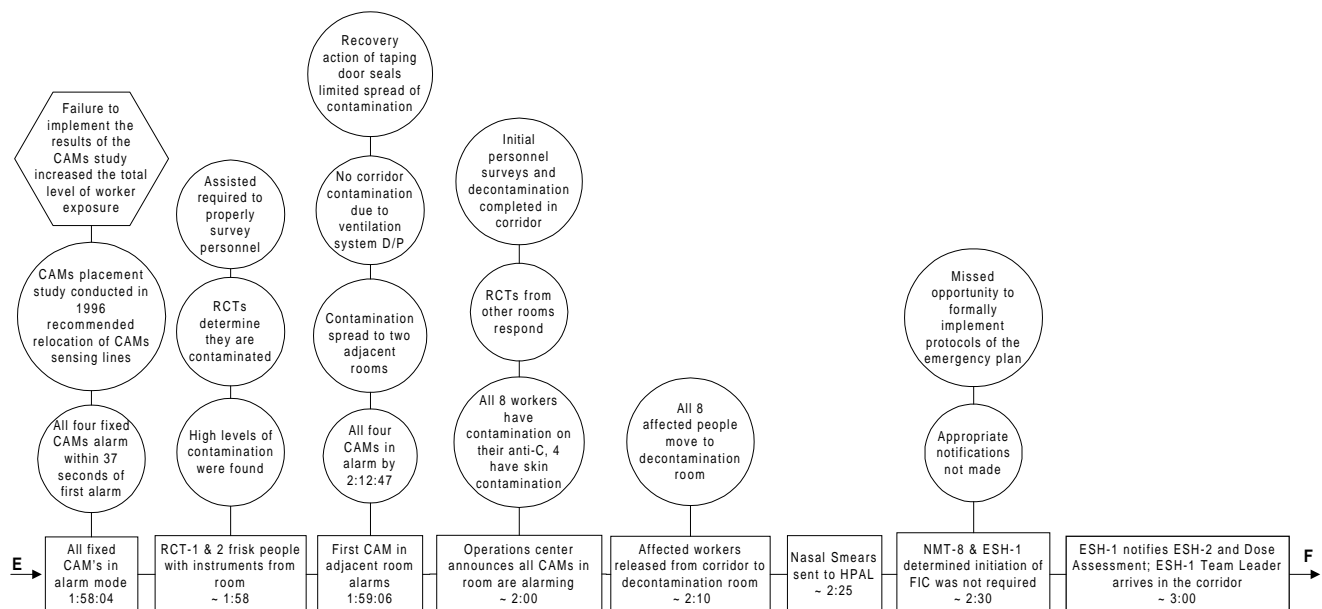 Recovery
action of taping
door seals
limited spread of
contamination
Failure to
implement the
results of the
CAMs study
increased the total
level of worker
exposure
Assisted
required to
properly
survey
personnel
No corridor
contamination
due to
ventilation
system D/P
Initial
personnel
surveys and
decontamination
completed in
corridor
CAMs placement
study conducted in
1996
recommended
relocation of CAMs
sensing lines
RCTs
determine
they are
contaminated
Contamination
spread to two
adjacent
rooms
RCTs from
other rooms
respond
Missed
opportunity to
formally
implement
protocols of the
emergency plan
All four fixed
CAMs alarm
within 37
seconds of
first alarm
High levels of
contamination
were found
All four
CAMs in
alarm by
2:12:47
All 8 workers
have
contamination on
their anti-C, 4
have skin
contamination
All 8
affected people
move to
decontamination
room
Appropriate
notifications
not made
E
All fixed
CAM's in
alarm mode
1:58:04
RCT-1 & 2 frisk people
with instruments from
room
~ 1:58
First CAM in
adjacent room
alarms
1:59:06
Operations center
announces all CAMs in
room are alarming
~ 2:00
Affected workers
released from corridor to
decontamination room
~ 2:10
Nasal Smears
sent to HPAL
~ 2:25
NMT-8 & ESH-1
determined initiation of
FIC was not required
~ 2:30
ESH-1 notifies ESH-2 and Dose
Assessment; ESH-1 Team Leader
arrives in the corridor
~ 3:00
F